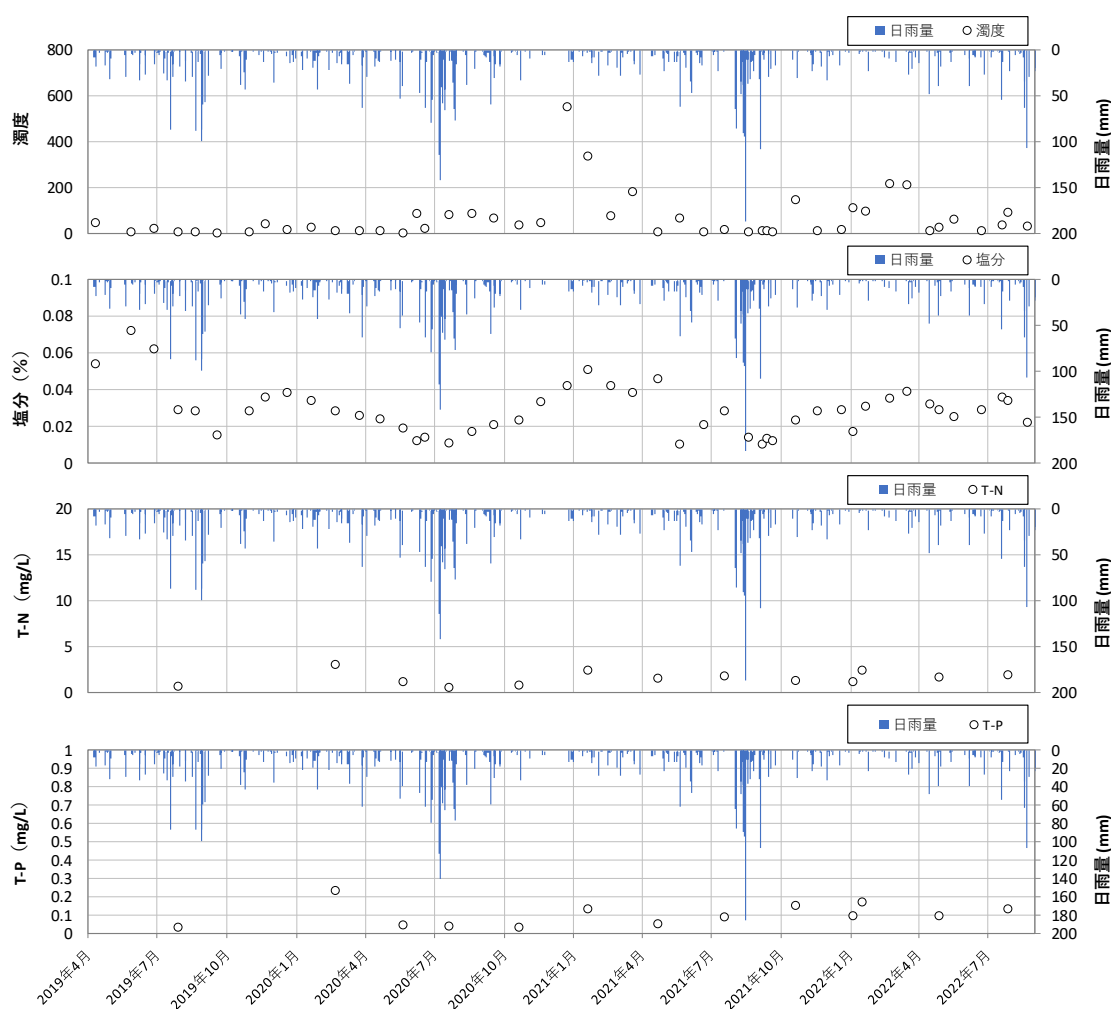 日雨量 濁度
800
600
400
200
0
濁度
0
50
100
150
200
日雨量 (mm)
日雨量 塩分
0.1
0.08
0.06
0.04
0.02
0
塩分（%）
0
50
100
150
200
日雨量 (mm)
日雨量 T-N
20
15
10
5
0
T-N（mg/L）
0
50
100
150
200
日雨量 (mm)
日雨量 T-P
1
0.9
0.8
0.7
0.6
0.5
0.4
0.3
0.2
0.1
0
T-P（mg/L）
0
20
40
60
80
100
120
140
160
180
200
日雨量 (mm)
2019年4月
2019年7月
2019年10月
2020年1月
2020年4月
2020年7月
2020年10月
2021年1月
2021年4月
2021年7月
2021年10月
2022年1月
2022年4月
2022年7月